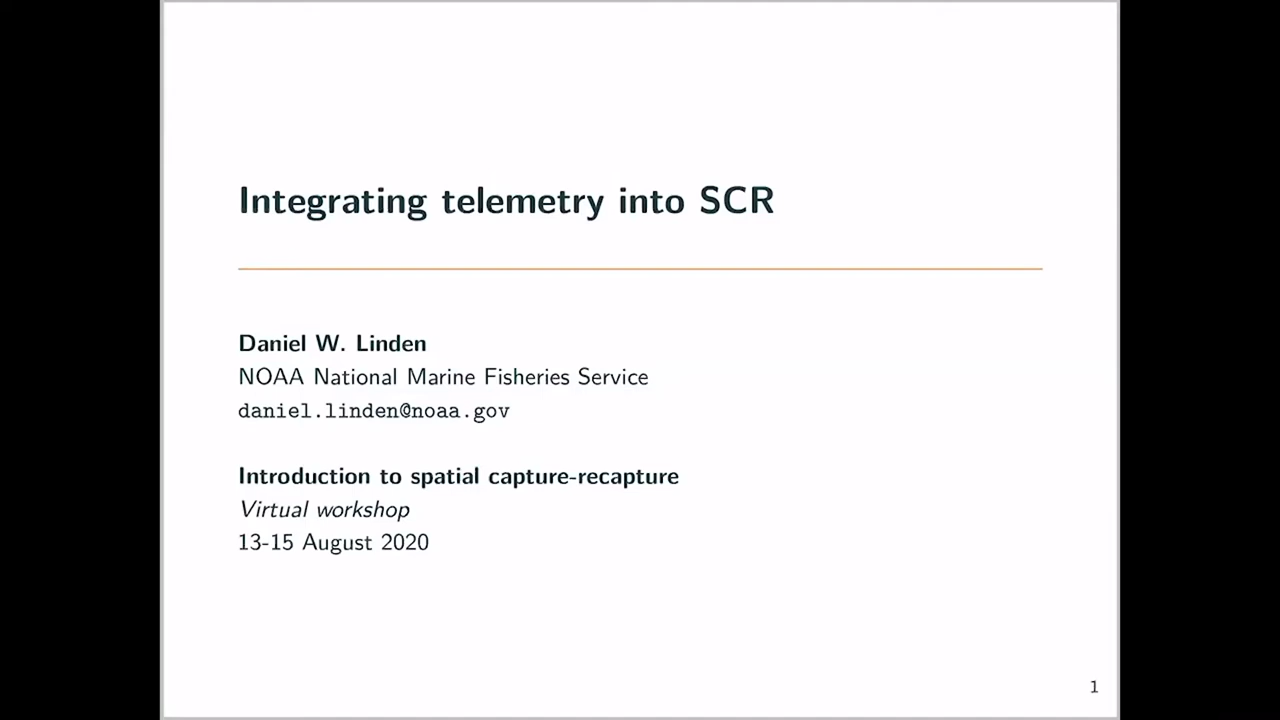 Integrating telemetry into SCR
Daniel W. Linden
NOAA National Marine Fisheries Service
daniel.linden@noaa.gov
Introduction to spatial capture-recapture
Virtual workshop
13-15 August 2020
1